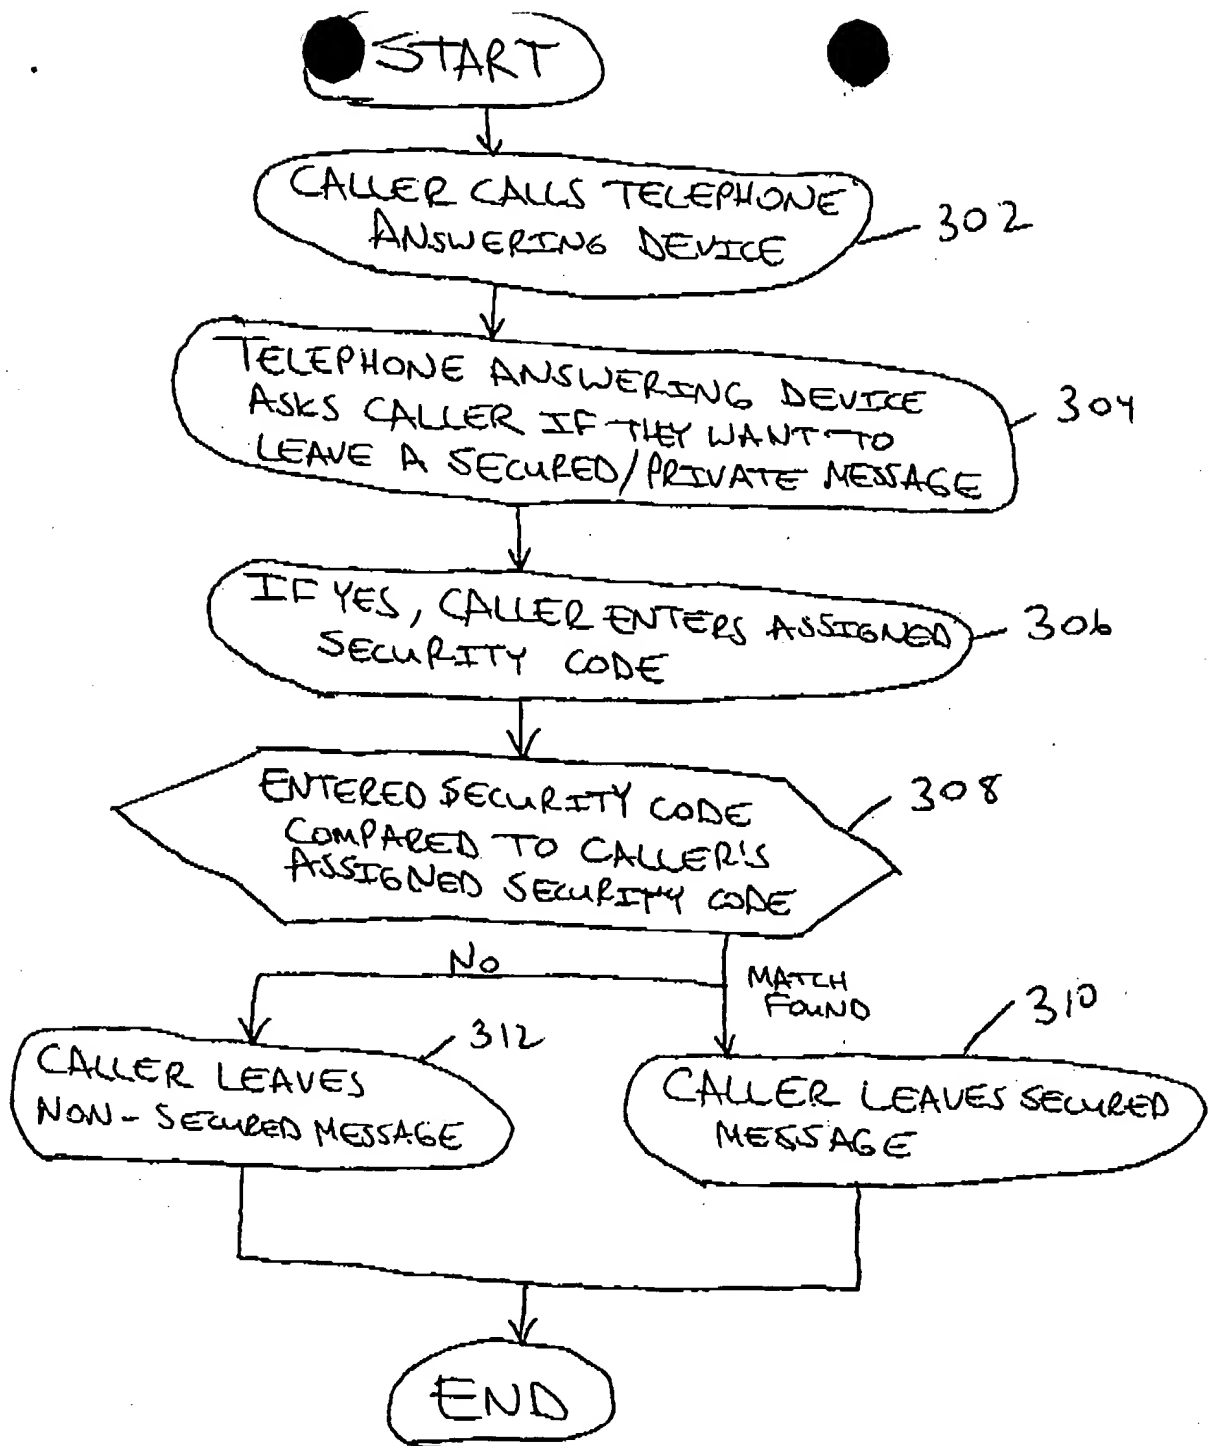 START
CALLER CALLS TELEPHONE
ANSWERING DEVICE
302
TELEPHONE ANSWERING DEVICE
ASKS CALLER IF THEY WANT TO
LEAVE A SECURED/PRIVATE MESSAGE
304
IF YES, CALLER ENTERS ASSIGNED
SECURITY CODE
306
ENTERED SECURITY CODE
COMPARED TO CALLER'S
ASSIGNED SECURITY CODE
308
NO
MATCH
FOUND
312
310
CALLER LEAVES
NON-SECURED MESSAGE
CALLER LEAVES SECURED
MESSAGE
END